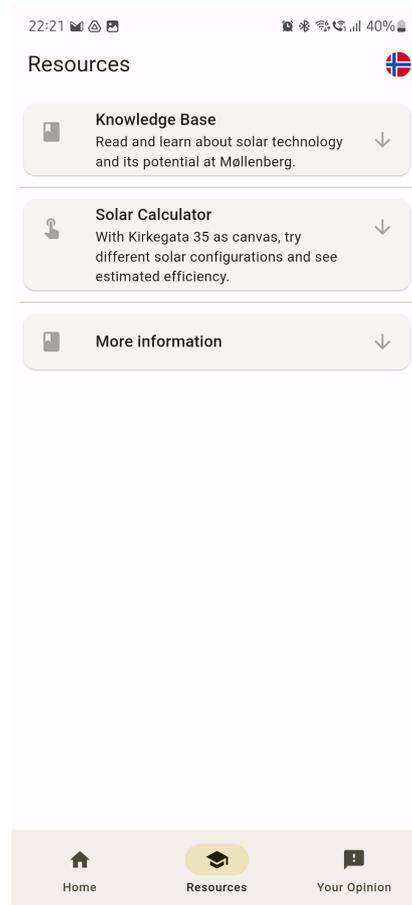 22:21 40%
Resources
Knowledge Base
Read and learn about solar technology
and its potential at Møllenberg.
Solar Calculator
With Kirkegata 35 as canvas, try
different solar configurations and see
estimated efficiency.
More information
Home Resources Your Opinion